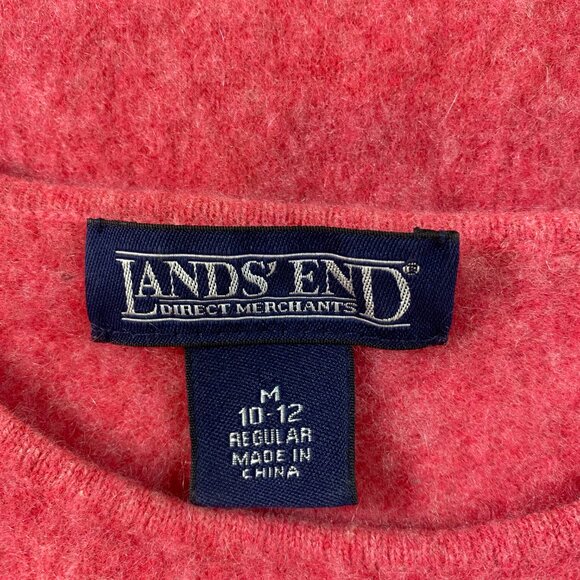 LANDS' END®
DIRECT MERCHANTS
M
10-12
REGULAR
MADE IN
CHINA